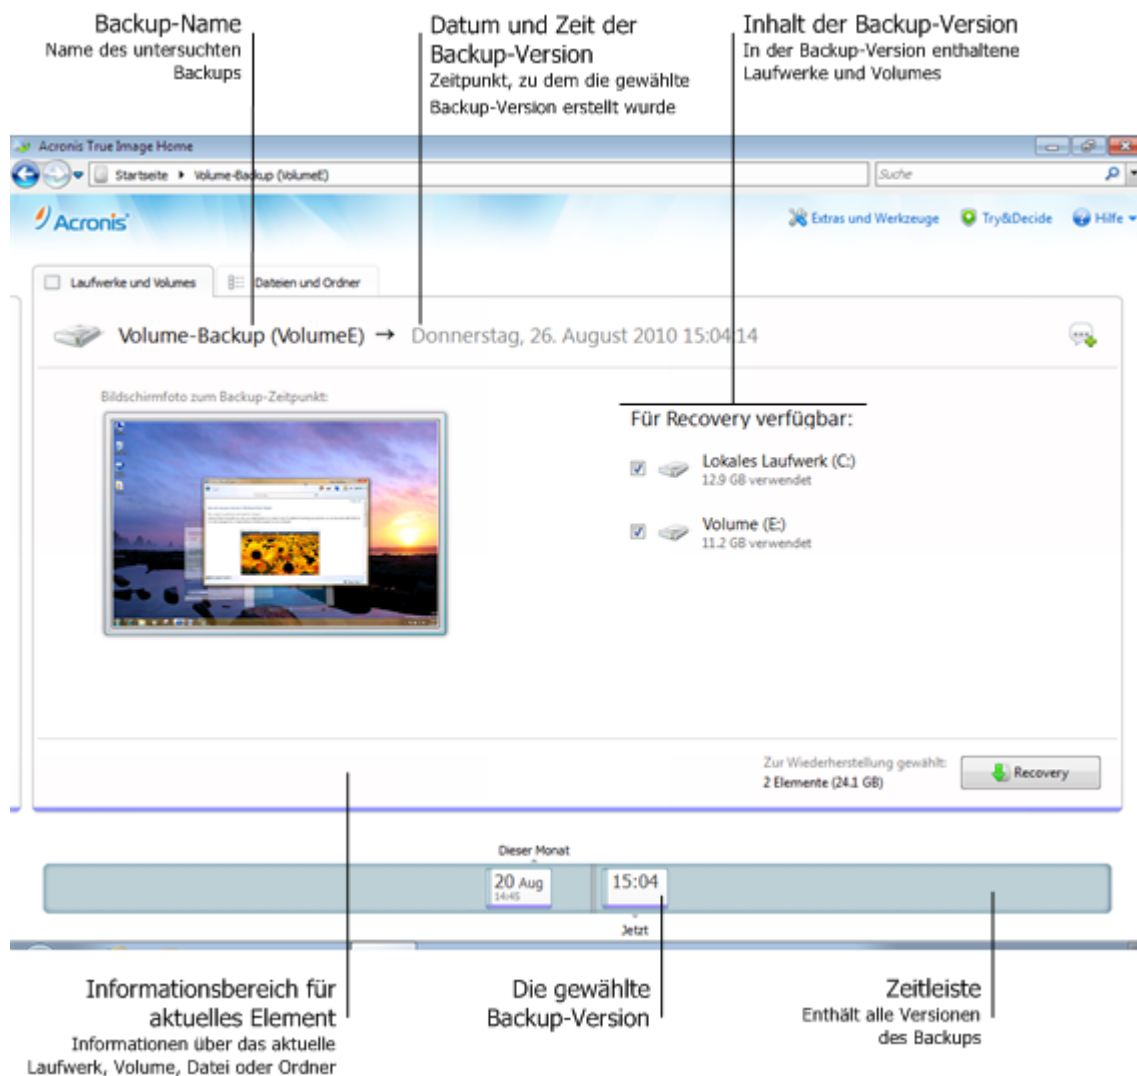 Backup-Name
Name des untersuchten
Backups
Datum und Zeit der
Backup-Version
Zeitpunkt, zu dem die gewählte
Backup-Version erstellt wurde
Inhalt der Backup-Version
In der Backup-Version enthaltene
Laufwerke und Volumes
Acronis True Image Home
Startseite
Volume-Backup (VolumeE)
Suche
Acronis
Extras und Werkzeuge
Try&Decide
Hilfe
Laufwerke und Volumes
Dateien und Ordner
Volume-Backup (VolumeE) → Donnerstag, 26. August 2010 15:04:14
Bildschirmfoto zum Backup-Zeitpunkt:
Für Recovery verfügbar:
Lokales Laufwerk (C:)
12.9 GB verwendet
Volume (E:)
11.2 GB verwendet
Zur Wiederherstellung gewählt:
2 Elemente (24.1 GB)
Recovery
Dieser Monat
20 Aug
14:45
15:04
Jetzt
Informationsbereich für
aktuelles Element
Informationen über das aktuelle
Laufwerk, Volume, Datei oder Ordner
Die gewählte
Backup-Version
Zeitleiste
Enthält alle Versionen
des Backups